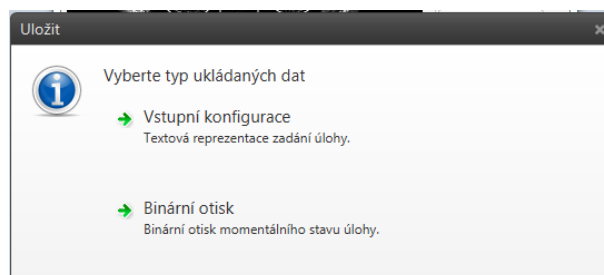 Uložit
Vyberte typ ukládaných dat
Vstupní konfigurace
Textová reprezentace zadání úlohy.
Binární otisk
Binární otisk momentálního stavu úlohy.